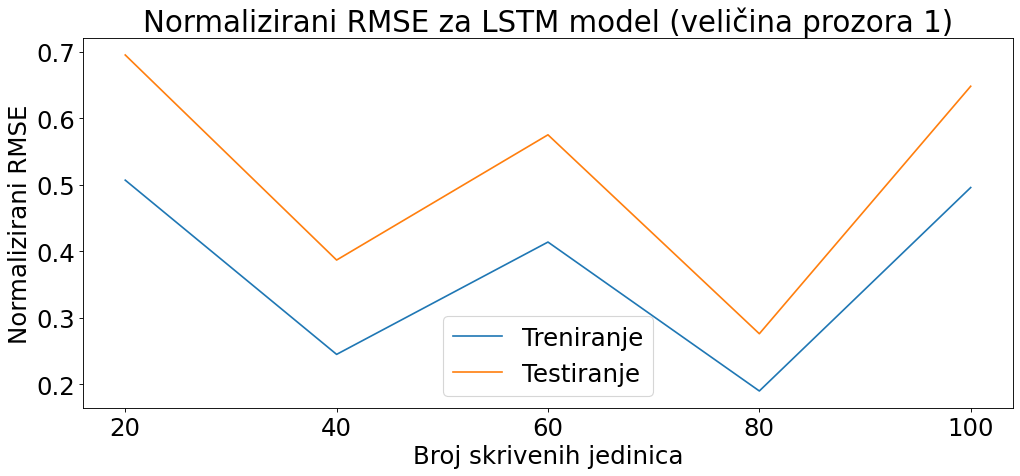 Normalizirani RMSE za LSTM model (veličina prozora 1)
Normalizirani RMSE
0.7
0.6
0.5
0.4
0.3
0.2
Treniranje
Testiranje
20 40 60 80 100
Broj skrivenih jedinica